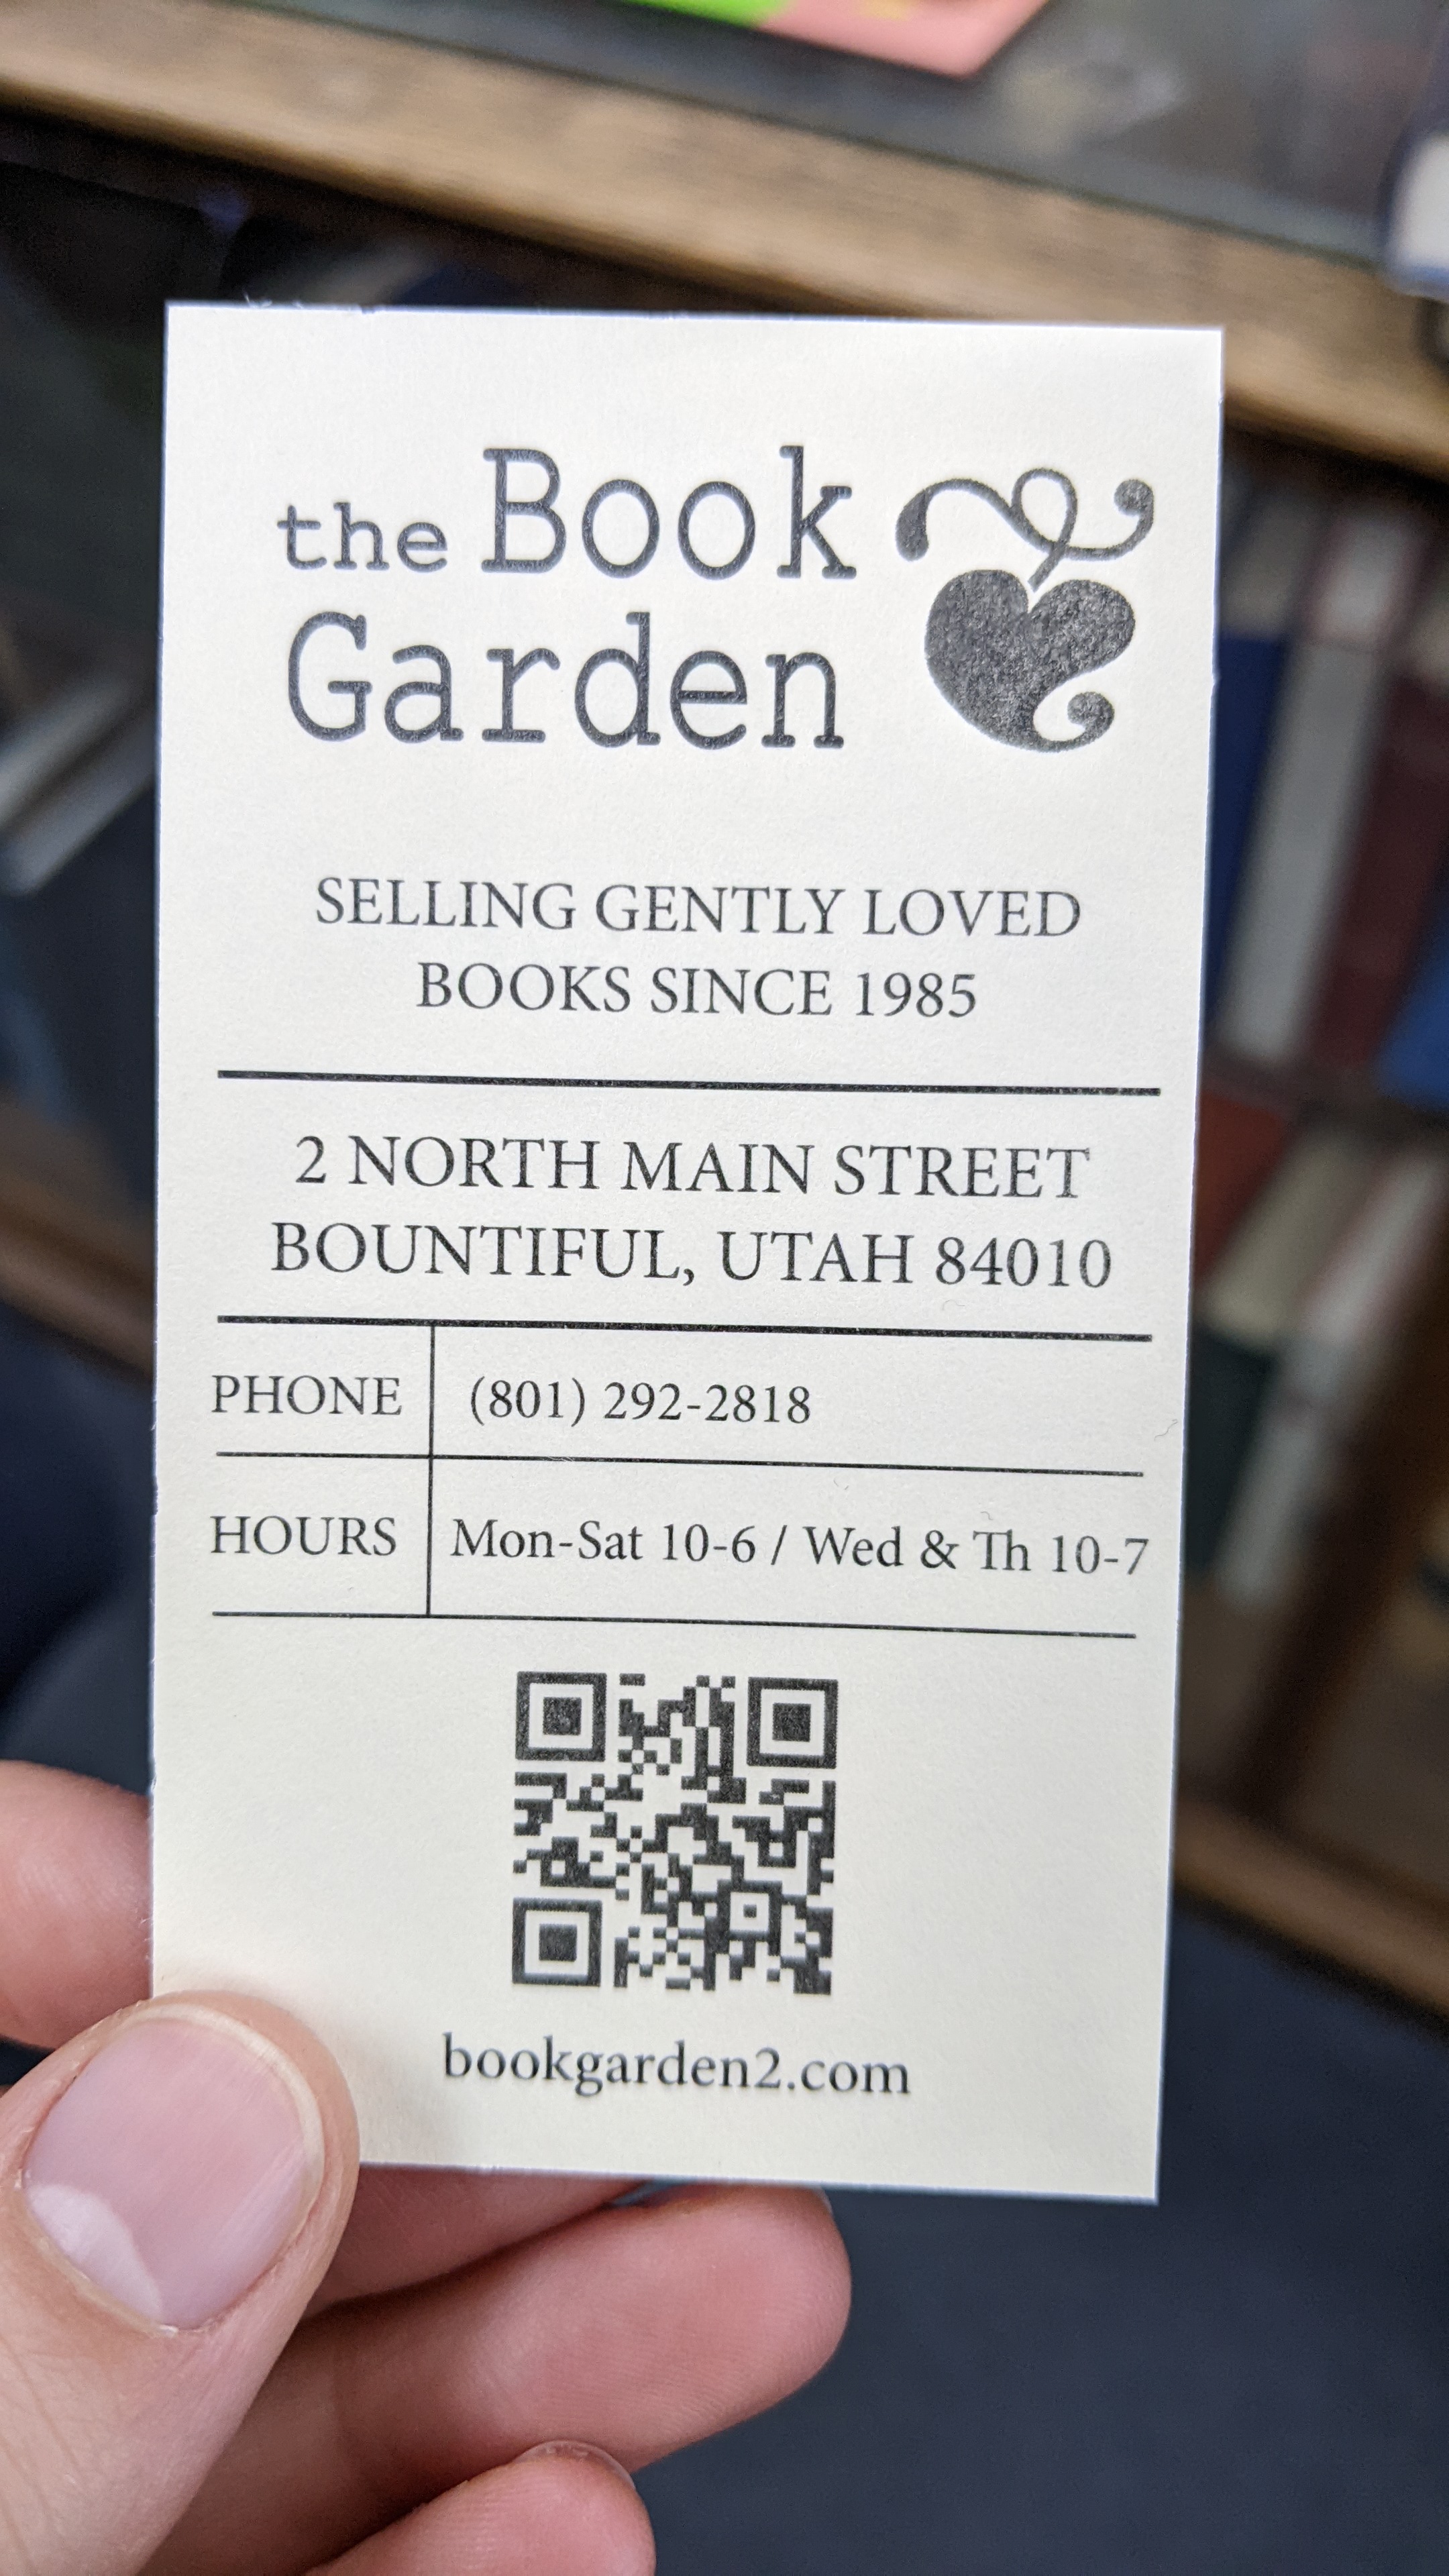 the Book
Garden
SELLING GENTLY LOVED
BOOKS SINCE 1985
2 NORTH MAIN STREET
BOUNTIFUL, UTAH 84010
PHONE (801) 292-2818
HOURS Mon-Sat 10-6 / Wed & Th 10-7
bookgarden2.com